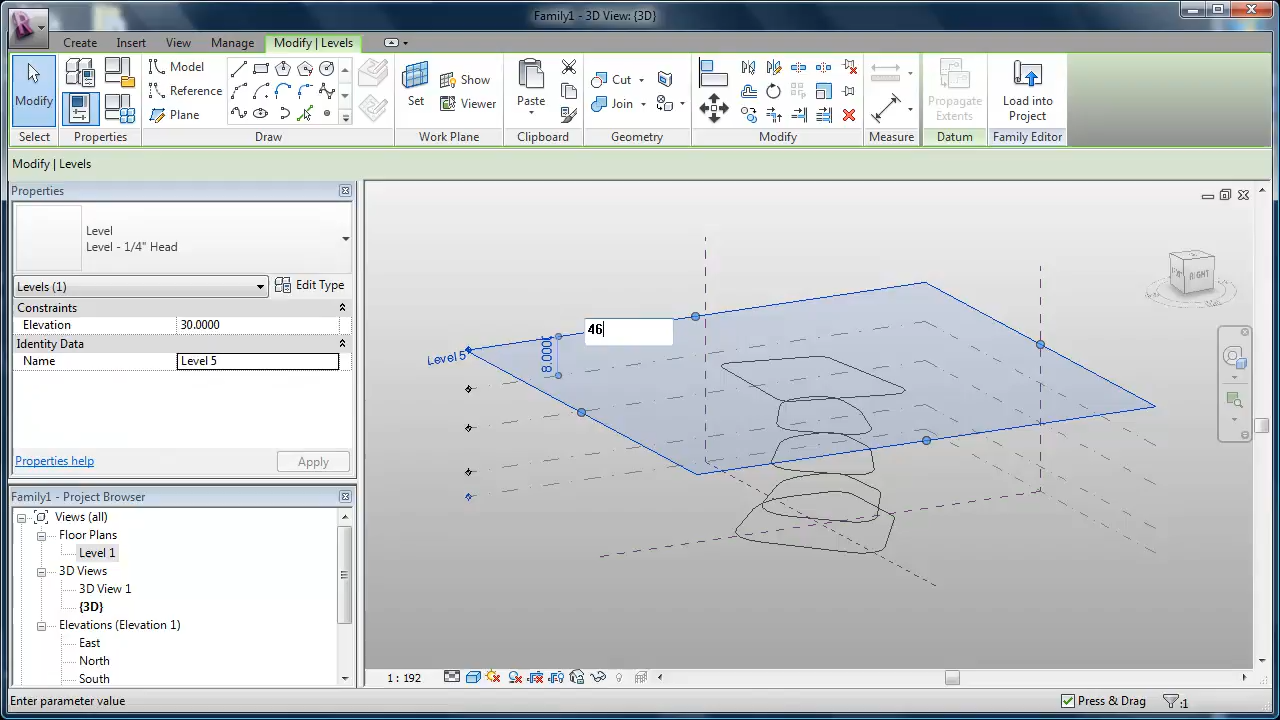 Family1 - 3D View: {3D}
Create Insert View Manage Modify | Levels
Modify
Model
Reference
Plane
Set
Show
Viewer
Paste
Cut
Join
Propagate
Extents
Load into
Project
Select Properties Draw Work Plane Clipboard Geometry Modify Measure Datum Family Editor
Modify | Levels
Properties
Level
Level - 1/4" Head
Levels (1) Edit Type
Constraints
Elevation 30.0000
Identity Data
Name Level 5
Properties help Apply
Family1 - Project Browser
Views (all)
Floor Plans
Level 1
3D Views
3D View 1
{3D}
Elevations (Elevation 1)
East
North
South
46
Level 5
RIGHT
1 : 192
Enter parameter value
Press & Drag
:1